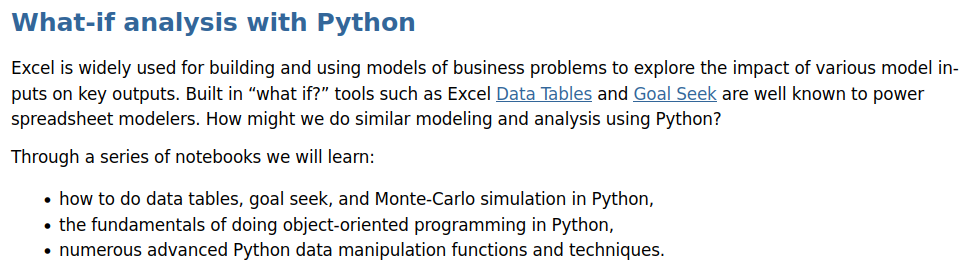 What-if analysis with Python
Excel is widely used for building and using models of business problems to explore the impact of various model in-
puts on key outputs. Built in “what if?” tools such as Excel Data Tables and Goal Seek are well known to power
spreadsheet modelers. How might we do similar modeling and analysis using Python?
Through a series of notebooks we will learn:
• how to do data tables, goal seek, and Monte-Carlo simulation in Python,
• the fundamentals of doing object-oriented programming in Python,
• numerous advanced Python data manipulation functions and techniques.